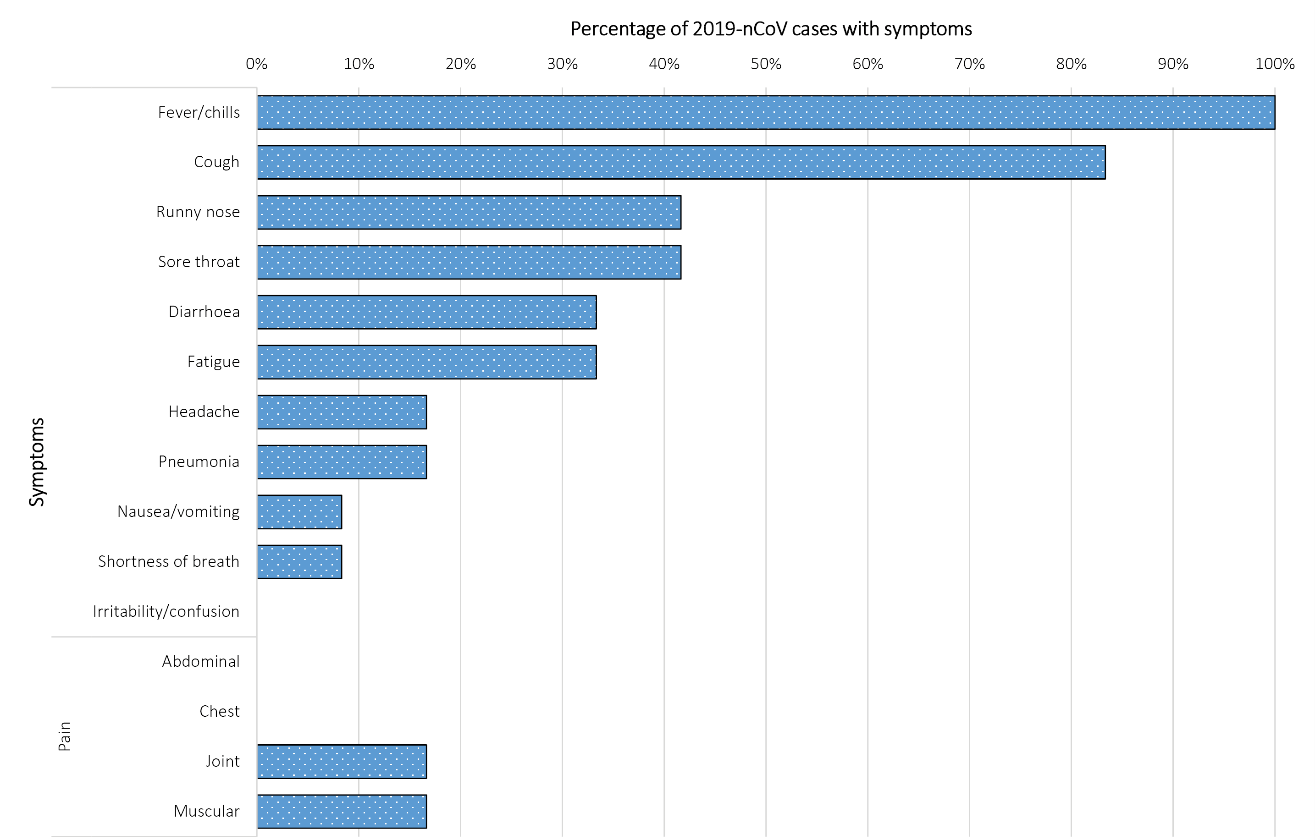 Percentage of 2019-nCoV cases with symptoms
0% 10% 20% 30% 40% 50% 60% 70% 80% 90% 100%
Symptoms
Fever/chills
Cough
Runny nose
Sore throat
Diarrhoea
Fatigue
Headache
Pneumonia
Nausea/vomiting
Shortness of breath
Irritability/confusion
Pain
Abdominal
Chest
Joint
Muscular